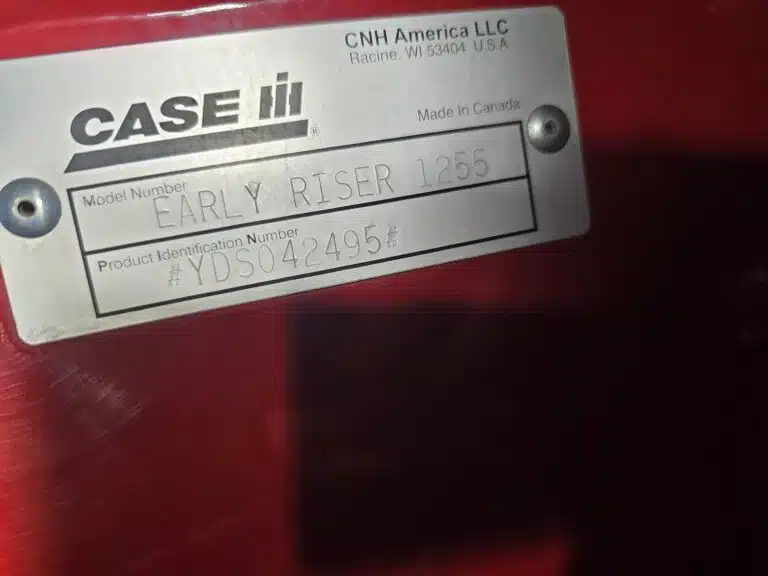 CNH America LLC
Racine, WI 53404 U.S.A
CASE IH®
Made In Canada
Model Number
EARLY RISER 1255
Product Identification Number
#YDS042495#